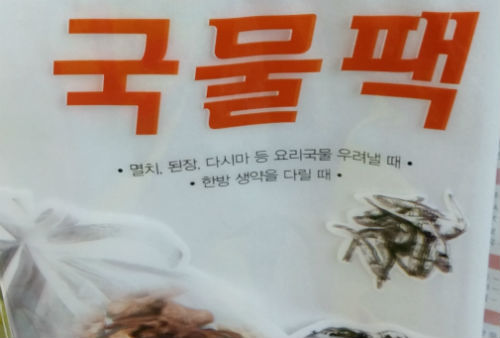 국물팩
• 멸치, 된장, 다시마 등 요리국물 우려낼 때 •
• 한방 생약을 다릴 때 •